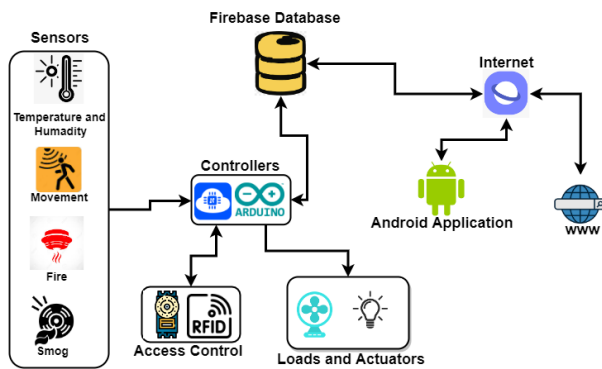 Firebase Database
Sensors
Internet
Temperature and
Humadity
Controllers
ARDUINO
Movement
Android Application
WWW
Fire
RFID
Smog
Access Control
Loads and Actuators